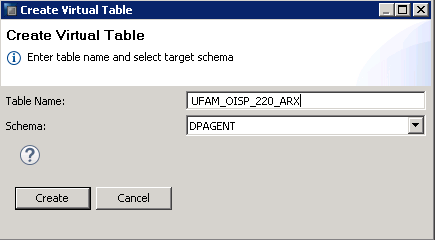 Create Virtual Table
Create Virtual Table
Enter table name and select target schema
Table Name: UFAM_OISP_220_ARX
Schema: DPAGENT
Create Cancel